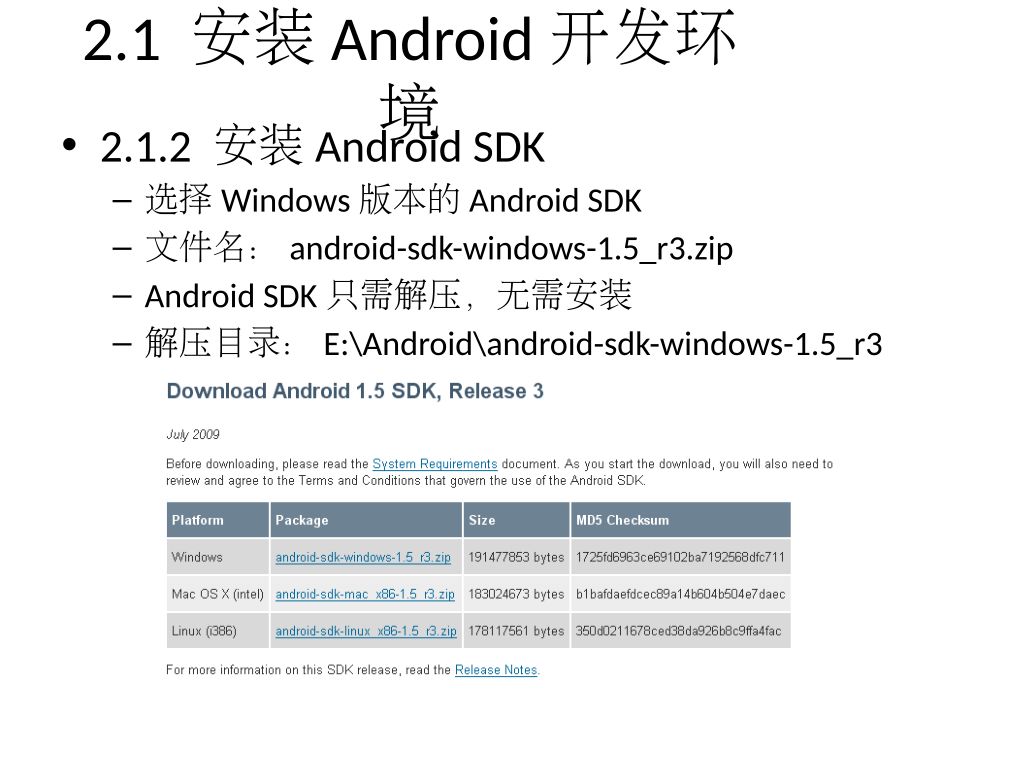 2.1 安装 Android 开发环
境
• 2.1.2 安装 Android SDK
– 选择 Windows 版本的 Android SDK
– 文件名： android-sdk-windows-1.5_r3.zip
– Android SDK 只需解压，无需安装
– 解压目录： E:\Android\android-sdk-windows-1.5_r3
Download Android 1.5 SDK, Release 3
July 2009
Before downloading, please read the System Requirements document. As you start the download, you will also need to
review and agree to the Terms and Conditions that govern the use of the Android SDK.
Platform Package Size MD5 Checksum
Windows android-sdk-windows-1.5_r3.zip 191477853 bytes 1725fd6963ce69102ba7192568dfc711
Mac OS X (intel) android-sdk-mac_x86-1.5_r3.zip 183024673 bytes b1bafdaefdcec89a14b604b504e7daec
Linux (i386) android-sdk-linux_x86-1.5_r3.zip 178117561 bytes 350d0211678ced38da926b8c9ffa4fac
For more information on this SDK release, read the Release Notes.